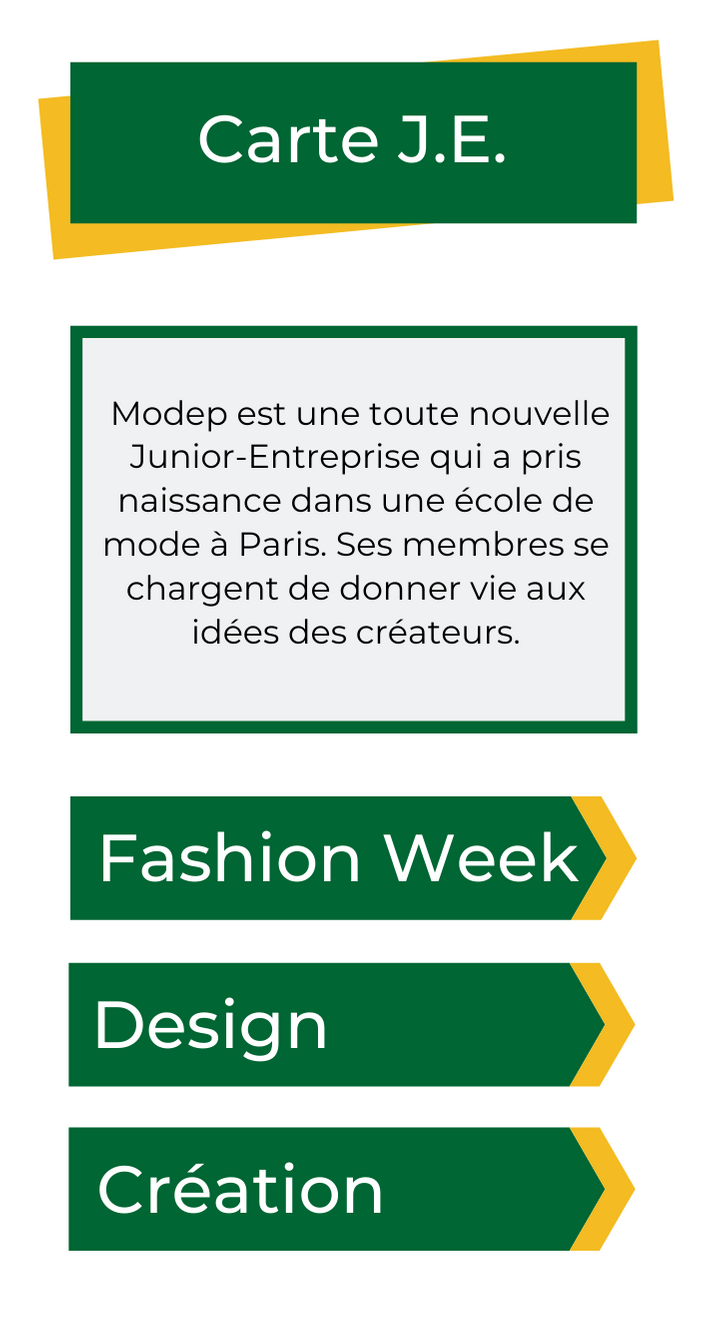 Carte J.E.
Modep est une toute nouvelle
Junior-Entreprise qui a pris
naissance dans une école de
mode à Paris. Ses membres se
chargent de donner vie aux
idées des créateurs.
Fashion Week
Design
Création